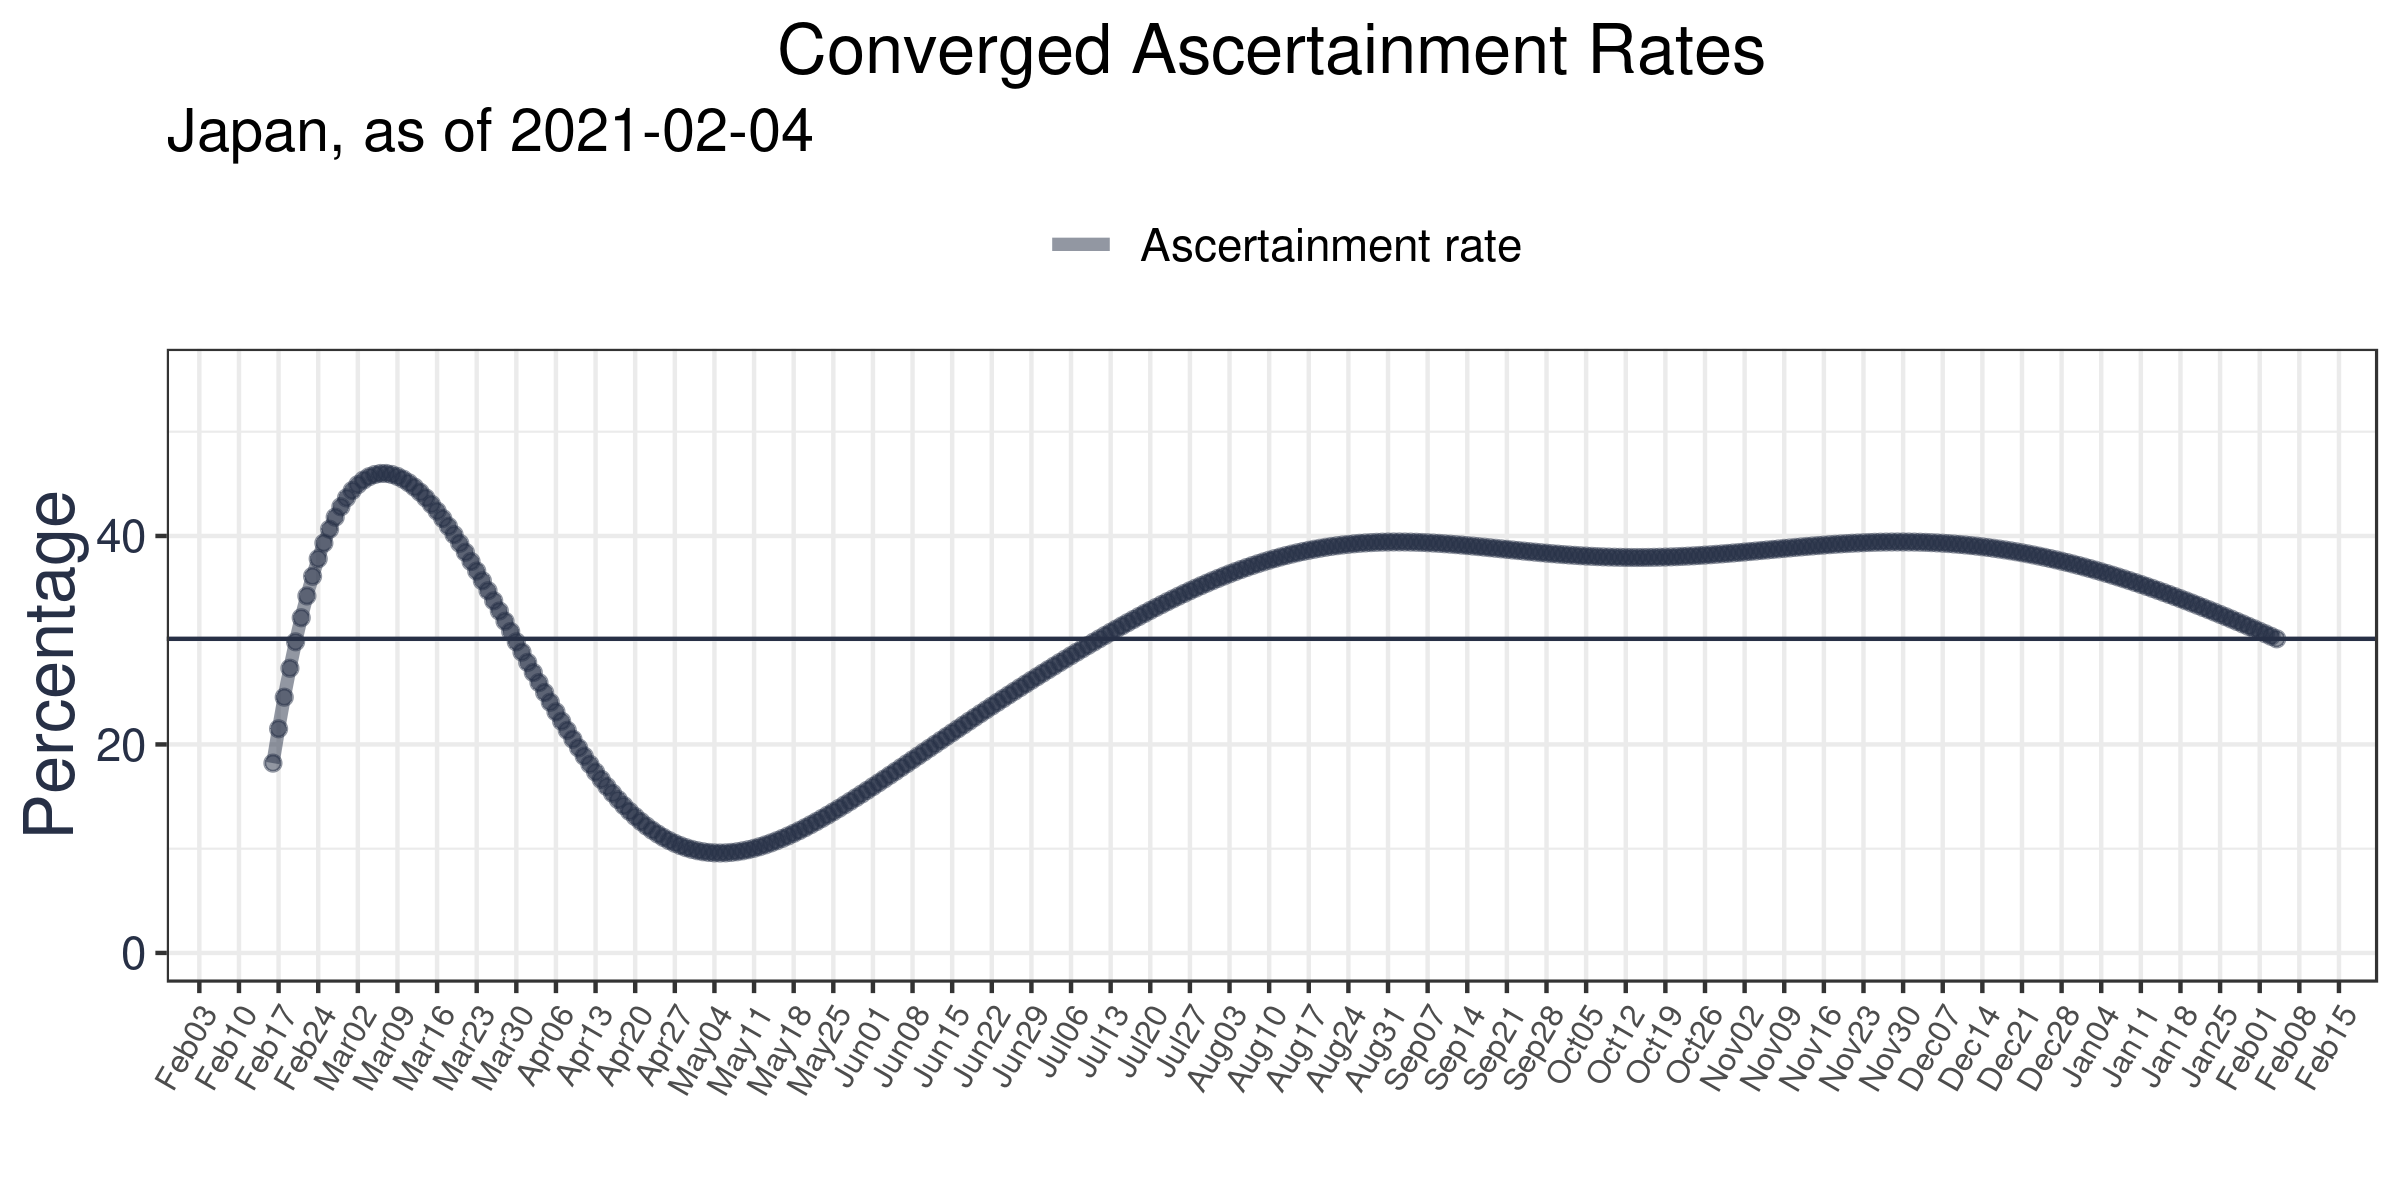 Converged Ascertainment Rates
Japan, as of 2021-02-04
Ascertainment rate
Percentage
40
20
0
Feb03 Feb10 Feb17 Feb24 Mar02 Mar09 Mar16 Mar23 Mar30 Apr06 Apr13 Apr20 Apr27 May04 May11 May18 May25 Jun01 Jun08 Jun15 Jun22 Jun29 Jul06 Jul13 Jul20 Jul27 Aug03 Aug10 Aug17 Aug24 Aug31 Sep07 Sep14 Sep21 Sep28 Oct05 Oct12 Oct19 Oct26 Nov02 Nov09 Nov16 Nov23 Nov30 Dec07 Dec14 Dec21 Dec28 Jan04 Jan11 Jan18 Jan25 Feb01 Feb08 Feb15